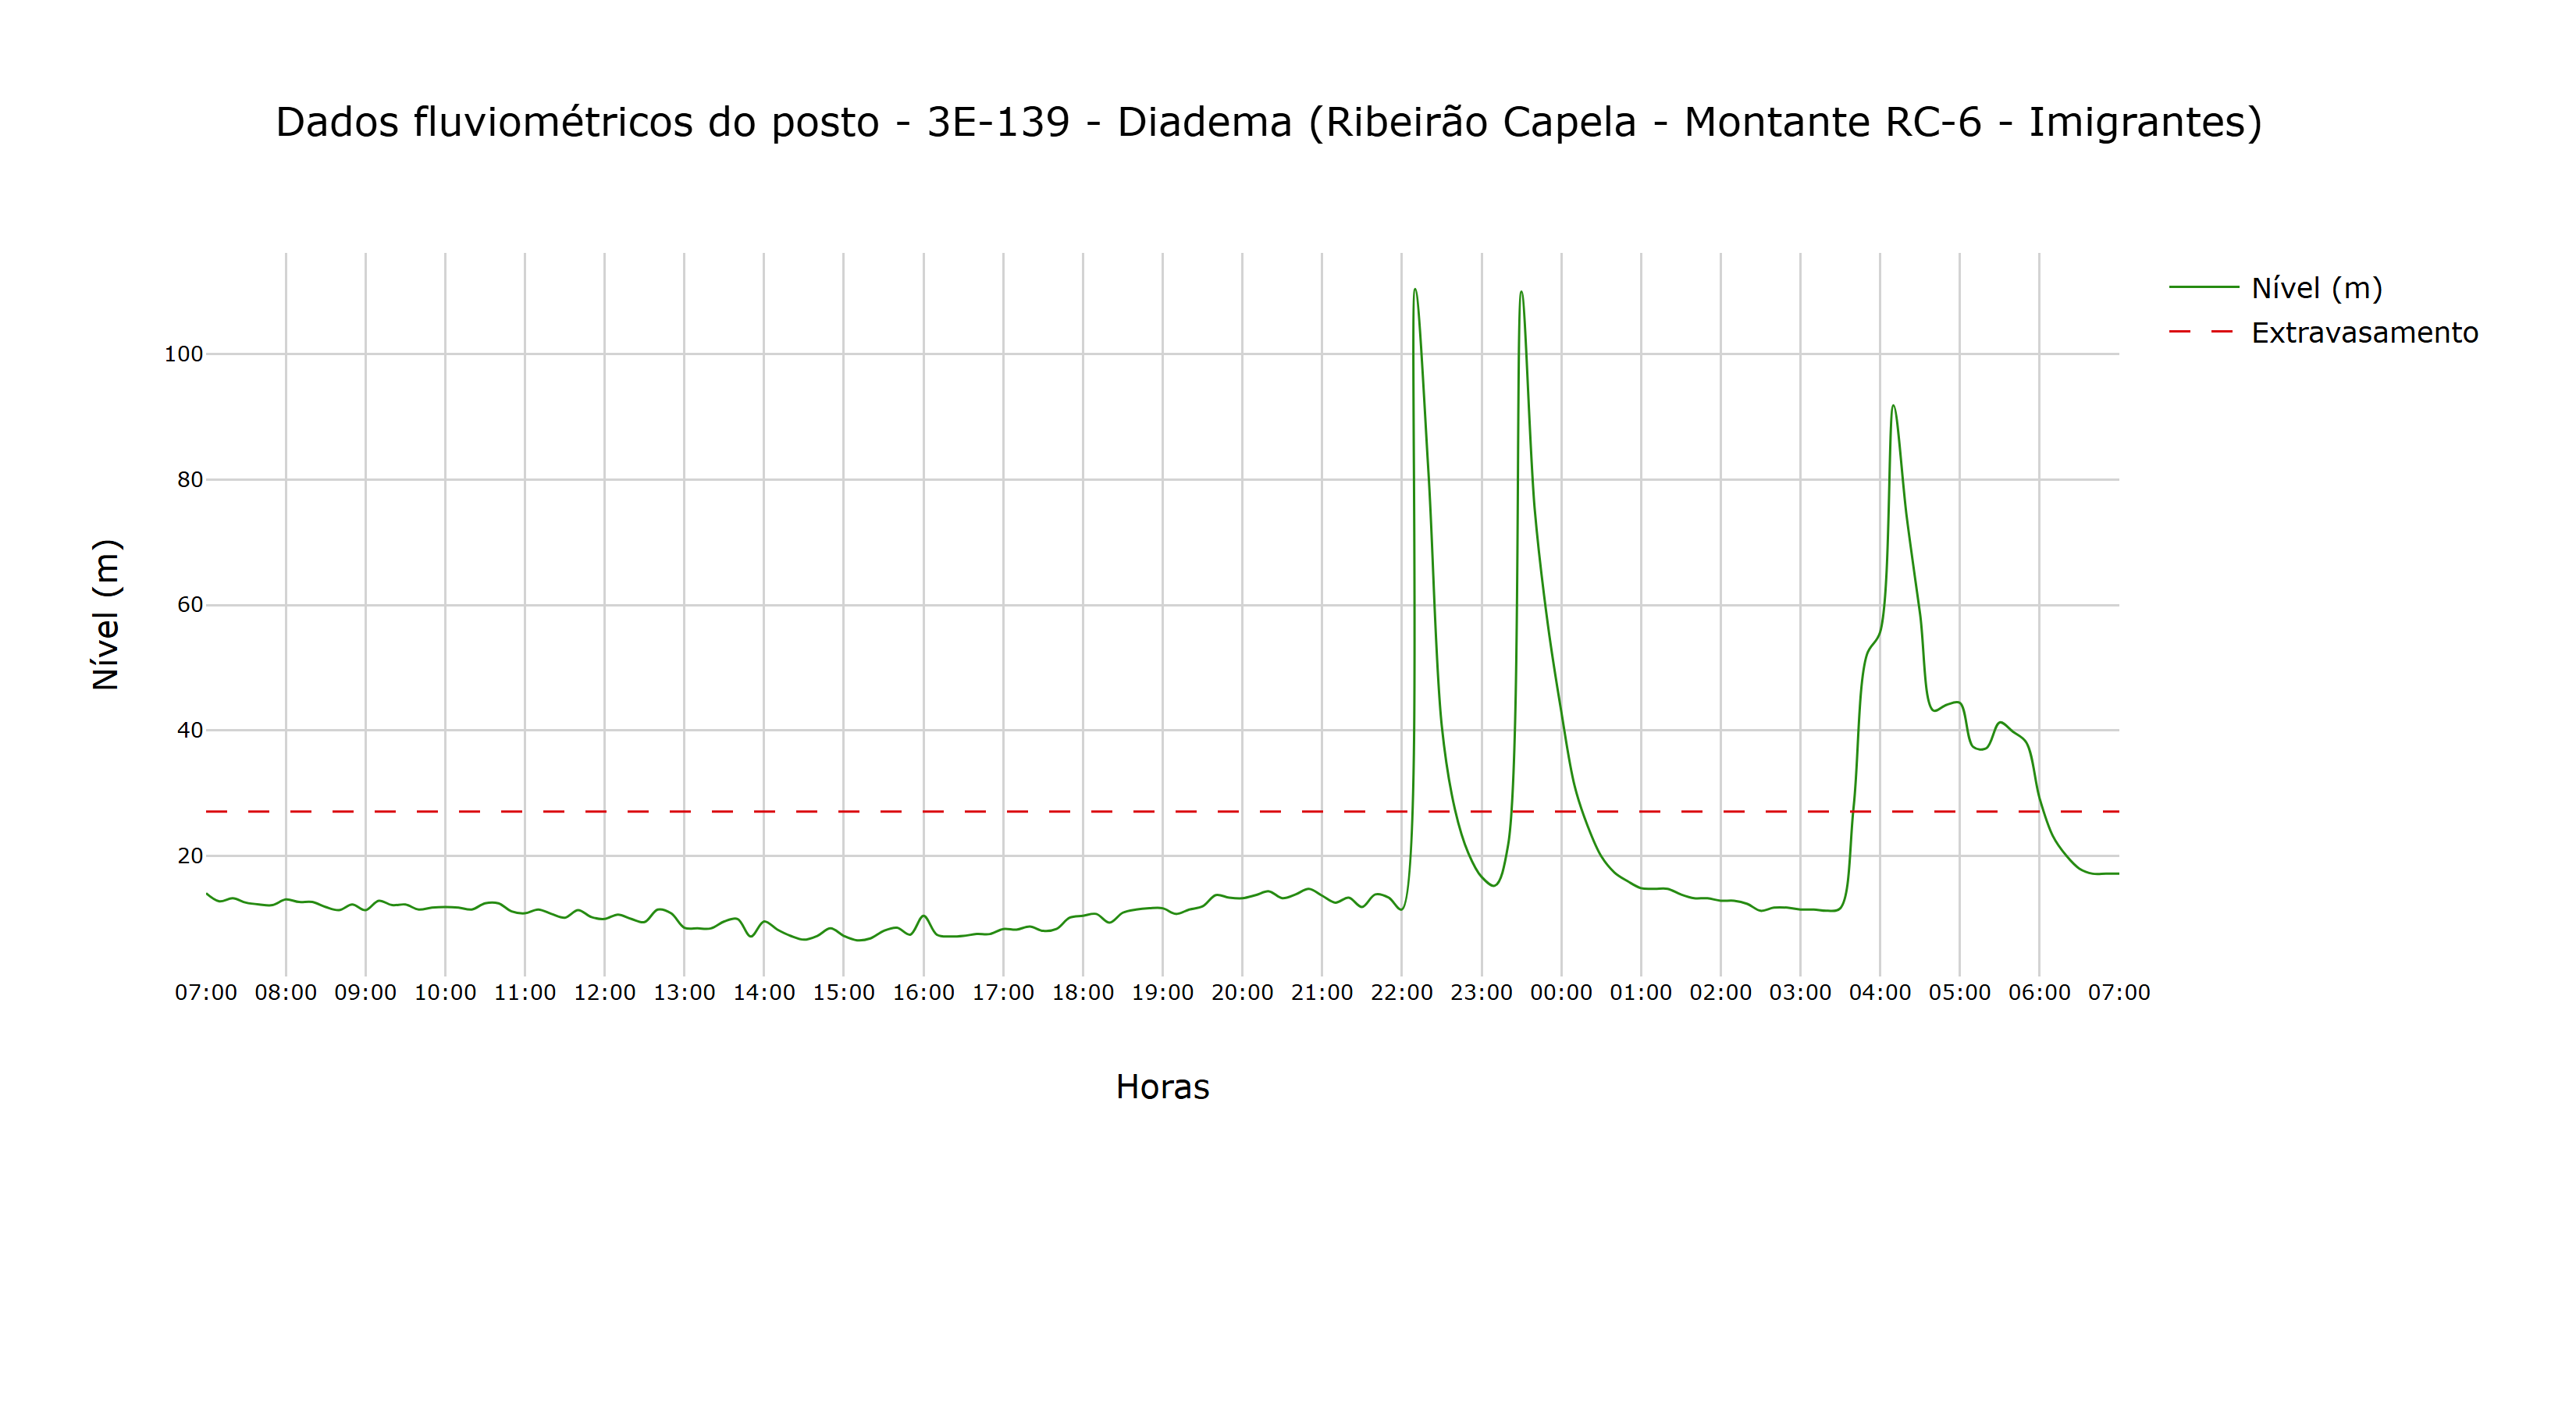 Dados fluviométricos do posto - 3E-139 - Diadema (Ribeirão Capela - Montante RC-6 - Imigrantes)
Nível (m)
Extravasamento
100
80
60
40
20
Nível (m)
07:00 08:00 09:00 10:00 11:00 12:00 13:00 14:00 15:00 16:00 17:00 18:00 19:00 20:00 21:00 22:00 23:00 00:00 01:00 02:00 03:00 04:00 05:00 06:00 07:00
Horas